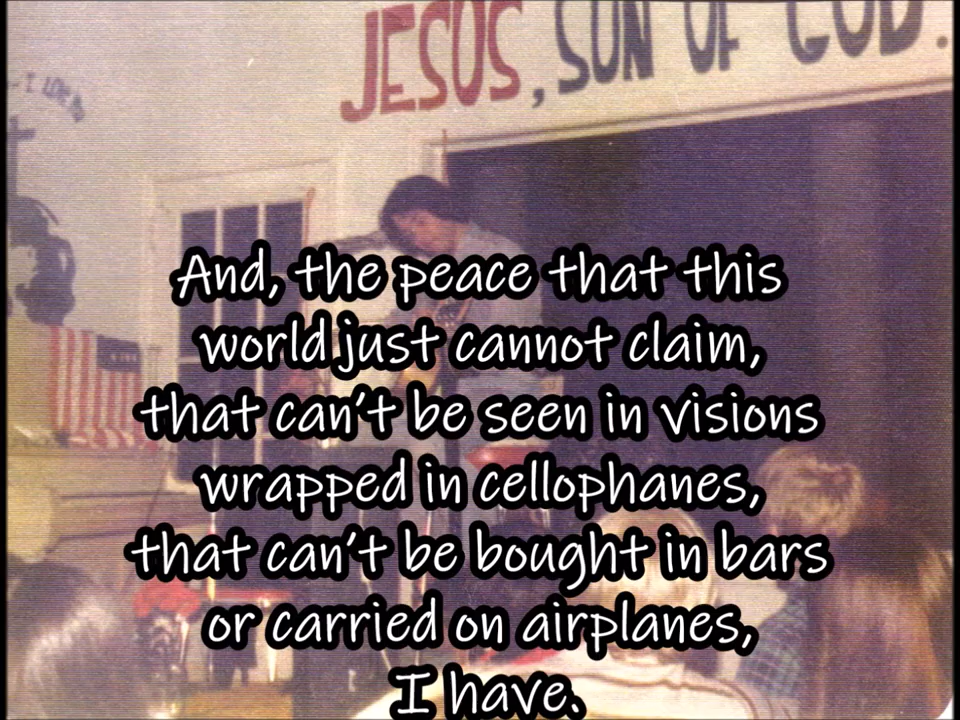 JESUS, SON OF GOD.
I LOVE
And, the peace that this
world just cannot claim,
that can't be seen in visions
wrapped in cellophanes,
that can't be bought in bars
or carried on airplanes,
I have.